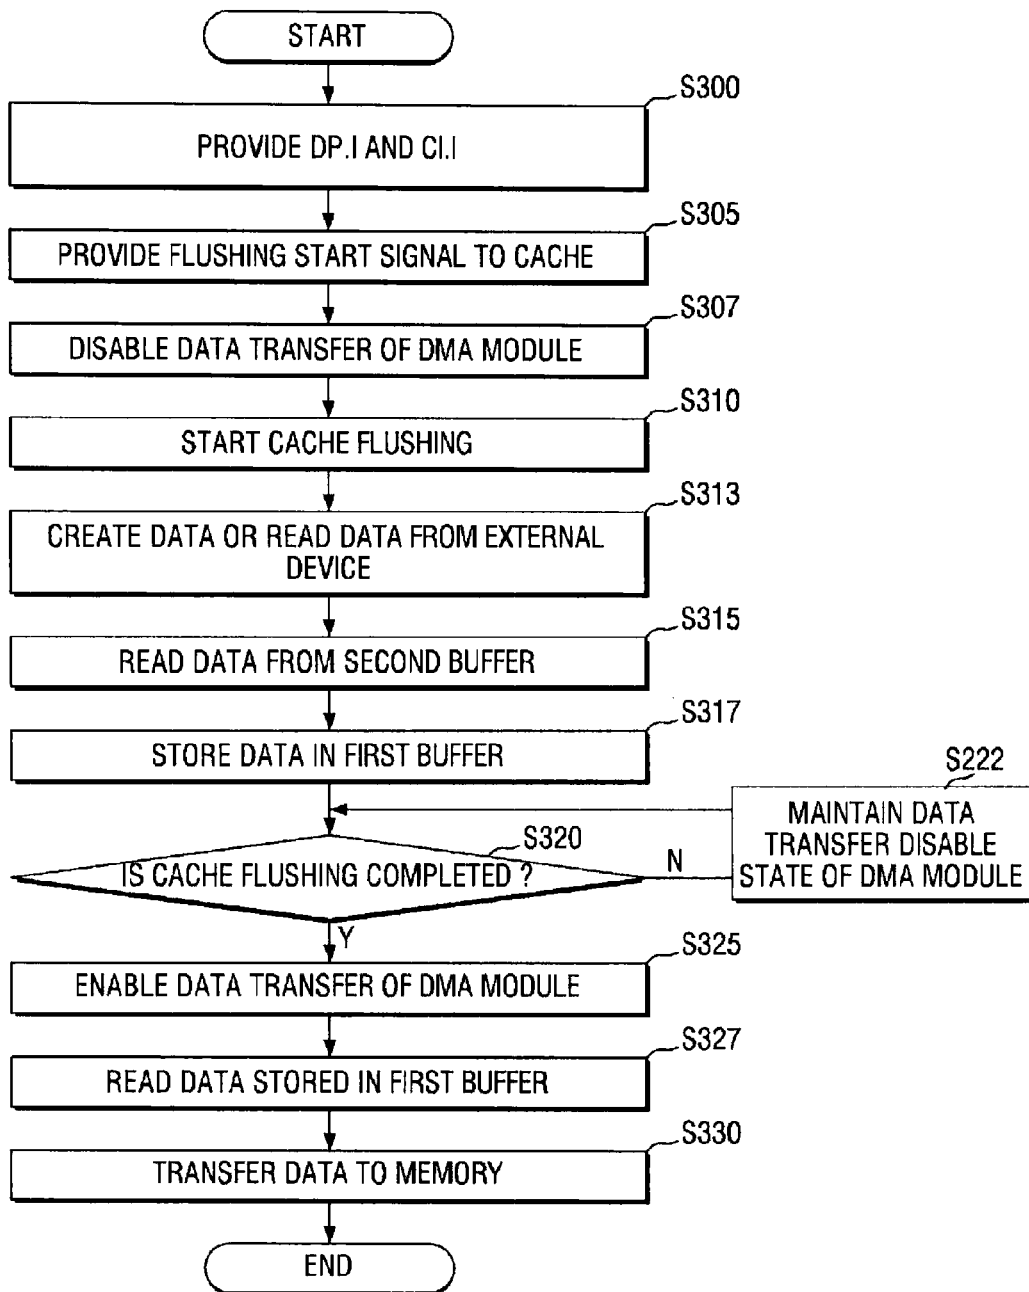 START
S300
PROVIDE DP.I AND CI.I
S305
PROVIDE FLUSHING START SIGNAL TO CACHE
S307
DISABLE DATA TRANSFER OF DMA MODULE
S310
START CACHE FLUSHING
S313
CREATE DATA OR READ DATA FROM EXTERNAL
DEVICE
S315
READ DATA FROM SECOND BUFFER
S317
STORE DATA IN FIRST BUFFER
S222
MAINTAIN DATA
TRANSFER DISABLE
STATE OF DMA MODULE
S320
IS CACHE FLUSHING COMPLETED ?
N
Y
S325
ENABLE DATA TRANSFER OF DMA MODULE
S327
READ DATA STORED IN FIRST BUFFER
S330
TRANSFER DATA TO MEMORY
END